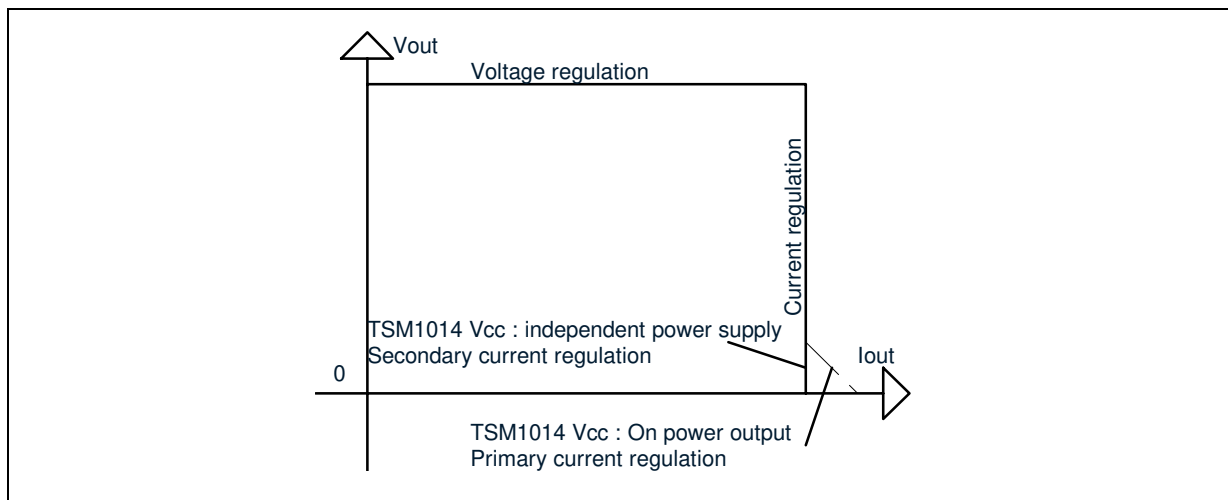 Vout
Voltage regulation
Current regulation
TSM1014 Vcc : independent power supply
Secondary current regulation
Iout
0
TSM1014 Vcc : On power output
Primary current regulation